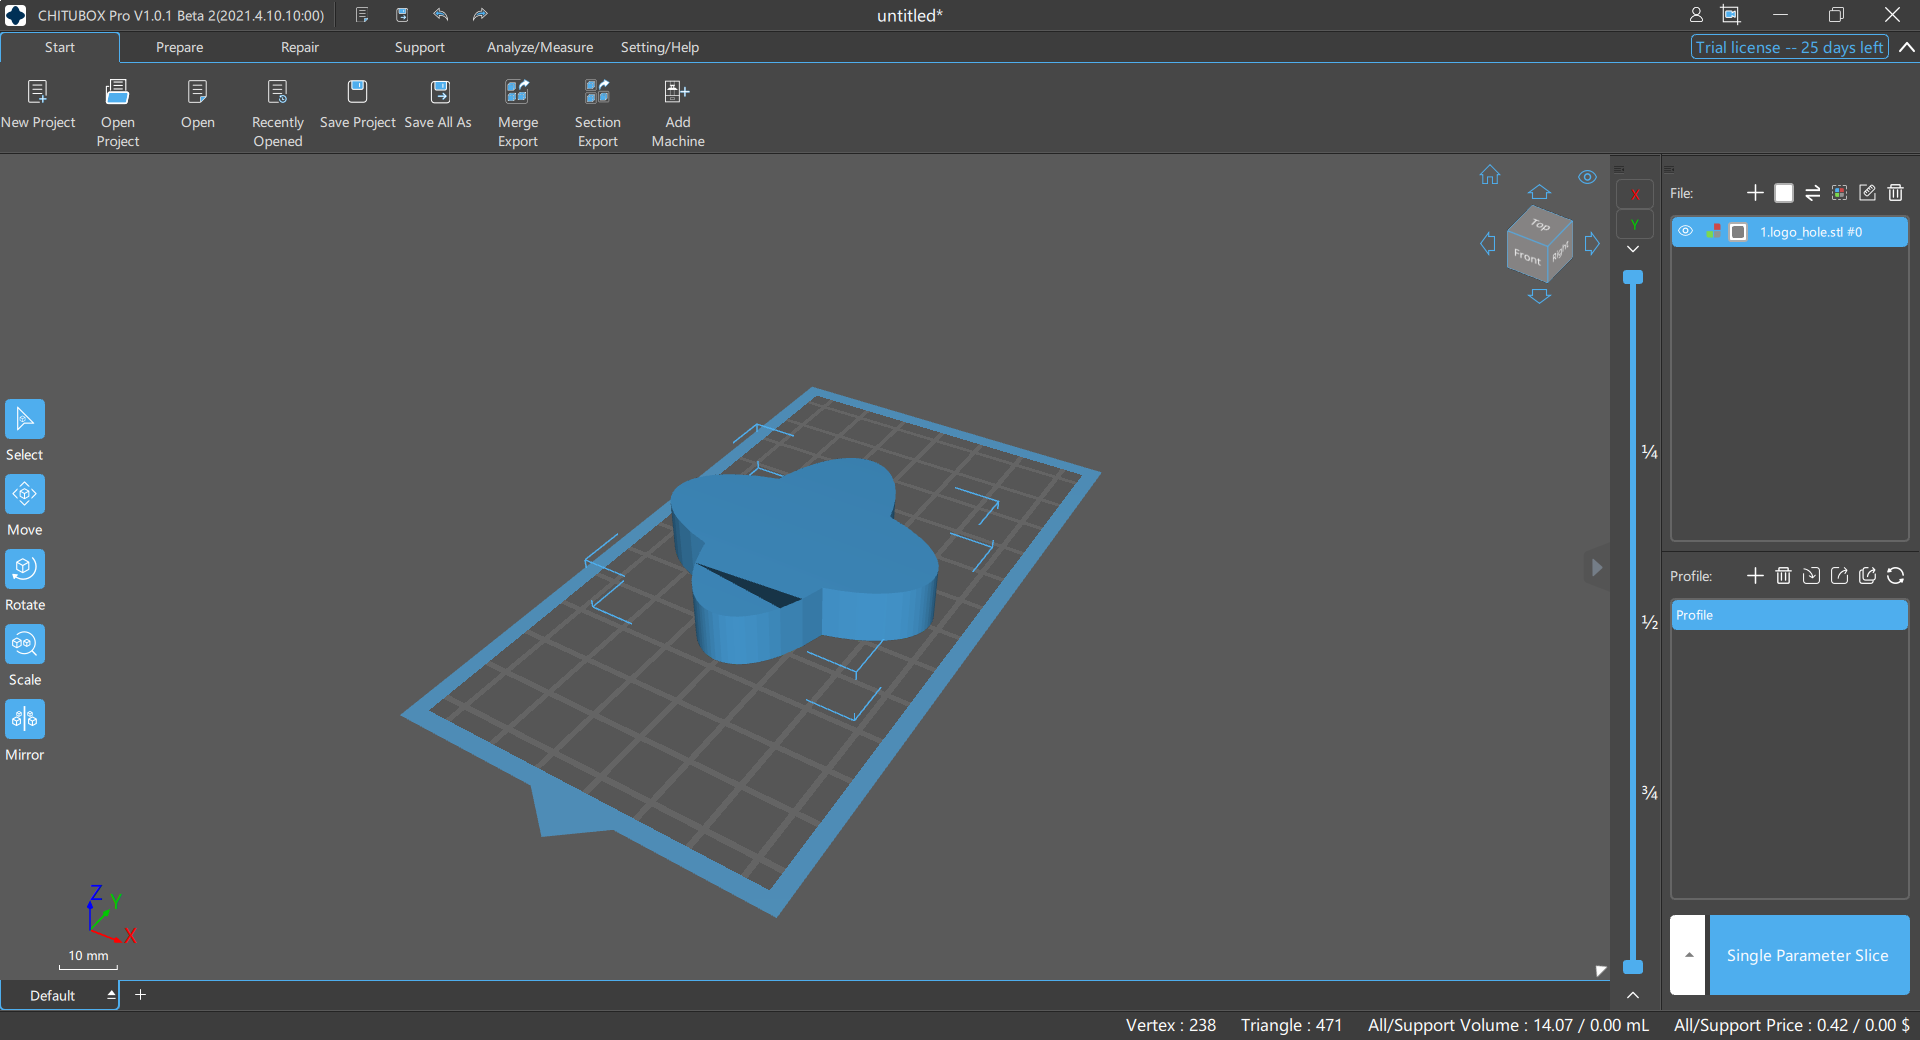 CHITUBOX Pro V1.0.1 Beta 2(2021.4.10.10:00)
untitled*
Start
Prepare
Repair
Support
Analyze/Measure
Setting/Help
Trial license -- 25 days left
New Project
Open
Project
Open
Recently
Opened
Save Project
Save All As
Merge
Export
Section
Export
Add
Machine
Top
Front
Right
X
Y
File:
1.logo_hole.stl #0
Select
Move
Rotate
Scale
Mirror
¼
½
¾
Profile:
Profile
Z
Y
X
10 mm
Single Parameter Slice
Default
Vertex : 238
Triangle : 471
All/Support Volume : 14.07 / 0.00 mL
All/Support Price : 0.42 / 0.00 $